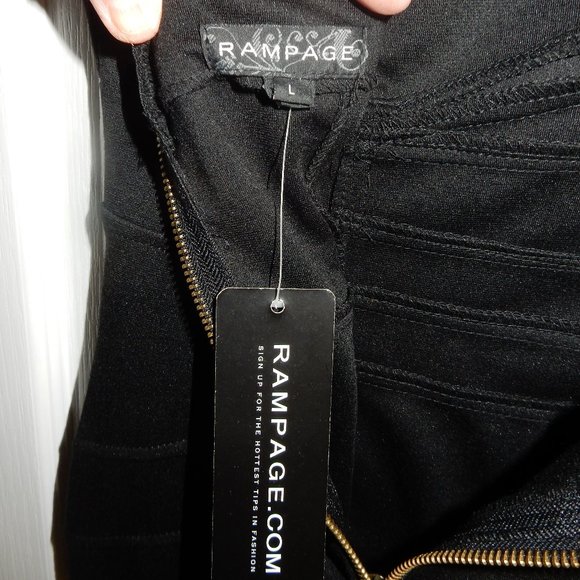 RAMPAGE
L
RAMPAGE.COM
SIGN UP FOR THE HOTTEST TIPS IN FASHION